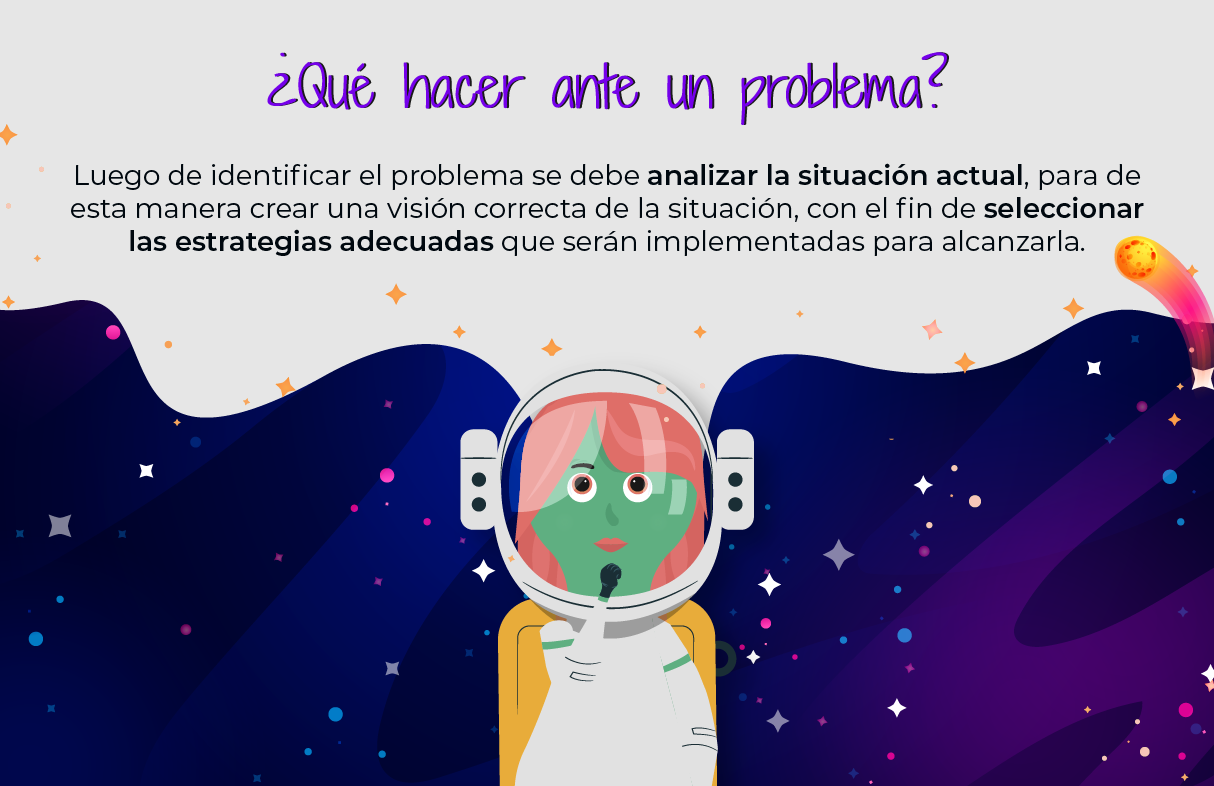 ¿Qué hacer ante un problema?
Luego de identificar el problema se debe analizar la situación actual, para de
esta manera crear una visión correcta de la situación, con el fin de seleccionar
las estrategias adecuadas que serán implementadas para alcanzarla.